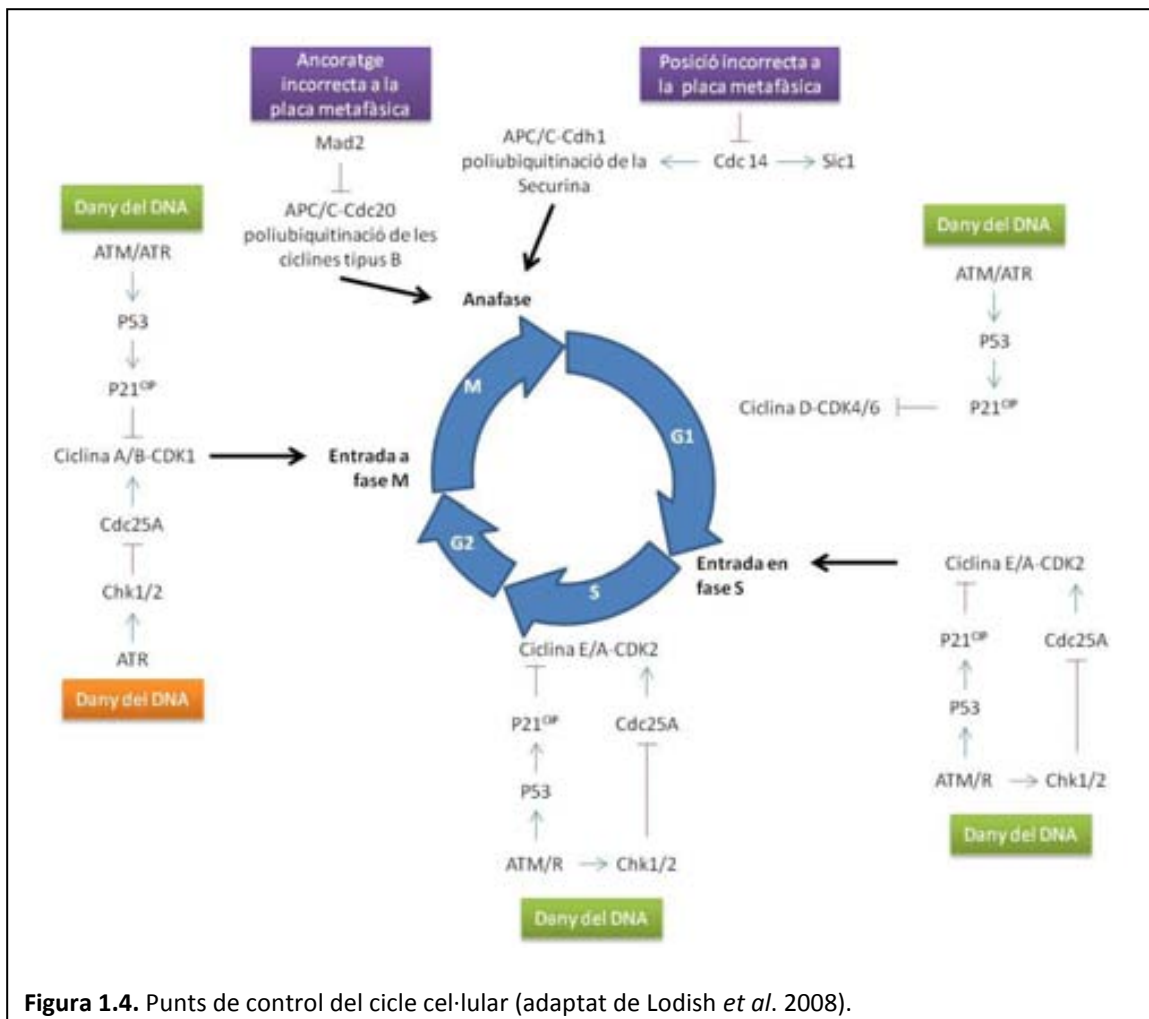 Ancoratge
incorrecta a la
placa metafàsica
Mad2
APC/C-Cdc20
poliubiquitinació de les
ciclines tipus B
Posició incorrecta a
la placa metafàsica
APC/C-Cdh1
poliubiquitinació de la
Securina
Cdc 14
Sic1
Dany del DNA
ATM/ATR
P53
P21CIP
Ciclina A/B-CDK1
Cdc25A
Chk1/2
ATR
Dany del DNA
Anafase
M
G1
G2
S
Entrada a
fase M
Entrada en
fase S
Dany del DNA
ATM/ATR
P53
P21CIP
Ciclina D-CDK4/6
Ciclina E/A-CDK2
P21CIP
Cdc25A
P53
ATM/R
Chk1/2
Dany del DNA
Ciclina E/A-CDK2
P21CIP
Cdc25A
P53
ATM/R
Chk1/2
Dany del DNA
Figura 1.4. Punts de control del cicle cel·lular (adaptat de Lodish et al. 2008).